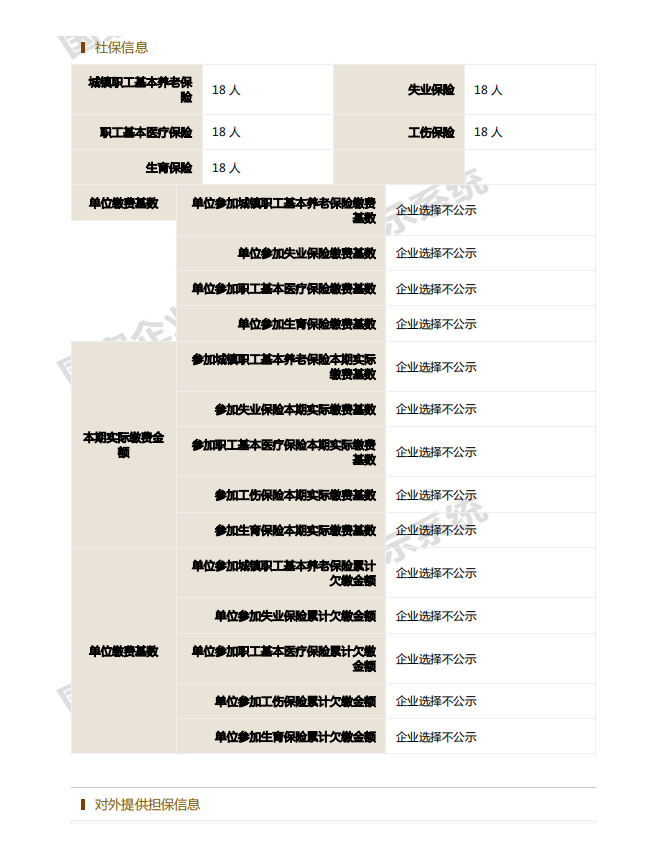 社保信息
城镇职工基本养老保
险
18 人
失业保险
18 人
职工基本医疗保险
18 人
工伤保险
18 人
生育保险
18 人
单位缴费基数
单位参加城镇职工基本养老保险缴费
基数
企业选择不公示
单位参加失业保险缴费基数
企业选择不公示
单位参加职工基本医疗保险缴费基数
企业选择不公示
单位参加生育保险缴费基数
企业选择不公示
本期实际缴费金
额
参加城镇职工基本养老保险本期实际
缴费基数
企业选择不公示
参加失业保险本期实际缴费基数
企业选择不公示
参加职工基本医疗保险本期实际缴费
基数
企业选择不公示
参加工伤保险本期实际缴费基数
企业选择不公示
参加生育保险本期实际缴费基数
企业选择不公示
单位缴费基数
单位参加城镇职工基本养老保险累计
欠缴金额
企业选择不公示
单位参加失业保险累计欠缴金额
企业选择不公示
单位参加职工基本医疗保险累计欠缴
金额
企业选择不公示
单位参加工伤保险累计欠缴金额
企业选择不公示
单位参加生育保险累计欠缴金额
企业选择不公示
对外提供担保信息
示系统
示系统